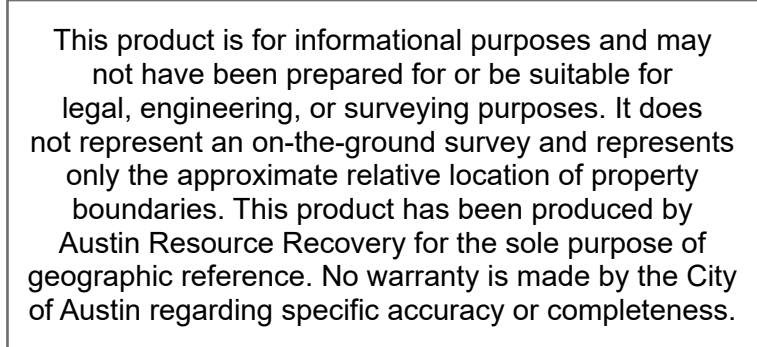 This product is for informational purposes and may
not have been prepared for or be suitable for
legal, engineering, or surveying purposes. It does
not represent an on-the-ground survey and represents
only the approximate relative location of property
boundaries. This product has been produced by
Austin Resource Recovery for the sole purpose of
geographic reference. No warranty is made by the City
of Austin regarding specific accuracy or completeness.